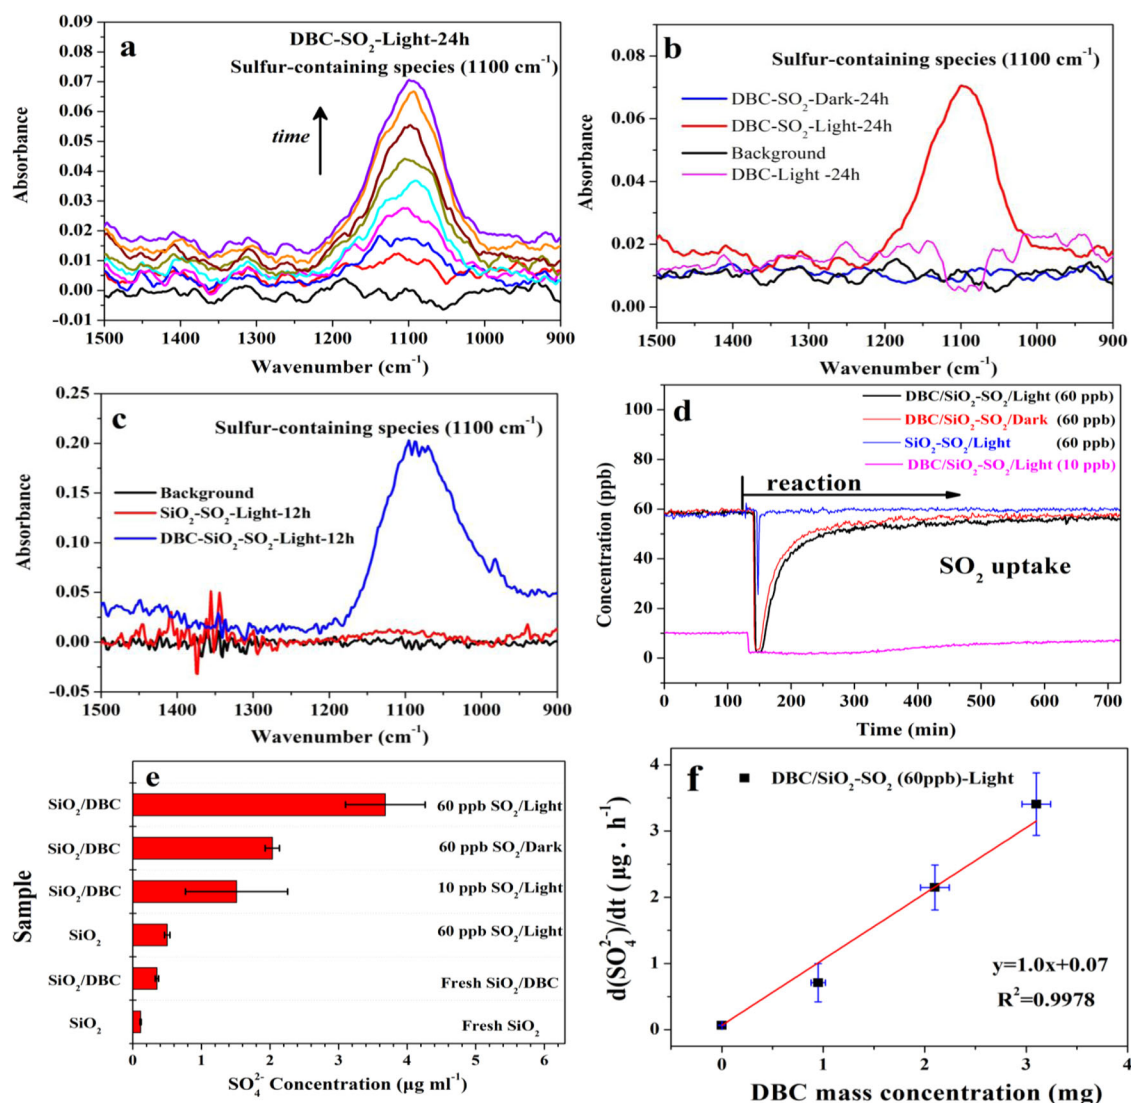 a
DBC-SO₂-Light-24h
Sulfur-containing species (1100 cm⁻¹)
time
Absorbance
0.09
0.08
0.07
0.06
0.05
0.04
0.03
0.02
0.01
0.00
-0.01
1500 1400 1300 1200 1100 1000 900
Wavenumber (cm⁻¹)
b
Sulfur-containing species (1100 cm⁻¹)
DBC-SO₂-Dark-24h
DBC-SO₂-Light-24h
Background
DBC-Light -24h
Absorbance
0.08
0.06
0.04
0.02
0.00
1500 1400 1300 1200 1100 1000 900
Wavenumber (cm⁻¹)
c
Sulfur-containing species (1100 cm⁻¹)
Background
SiO₂-SO₂-Light-12h
DBC-SiO₂-SO₂-Light-12h
Absorbance
0.25
0.20
0.15
0.10
0.05
0.00
-0.05
1500 1400 1300 1200 1100 1000 900
Wavenumber (cm⁻¹)
d
DBC/SiO₂-SO₂/Light (60 ppb)
DBC/SiO₂-SO₂/Dark (60 ppb)
SiO₂-SO₂/Light (60 ppb)
DBC/SiO₂-SO₂/Light (10 ppb)
reaction
SO₂ uptake
Concentration (ppb)
100
80
60
40
20
0
0 100 200 300 400 500 600 700
Time (min)
e
Sample
SiO₂/DBC 60 ppb SO₂/Light
SiO₂/DBC 60 ppb SO₂/Dark
SiO₂/DBC 10 ppb SO₂/Light
SiO₂ 60 ppb SO₂/Light
SiO₂/DBC Fresh SiO₂/DBC
SiO₂ Fresh SiO₂
0 1 2 3 4 5 6
SO₄²⁻ Concentration (μg ml⁻¹)
f
DBC/SiO₂-SO₂ (60ppb)-Light
d(SO₄²⁻)/dt (μg . h⁻¹)
4
3
2
1
0
y=1.0x+0.07
R²=0.9978
0 1 2 3 4
DBC mass concentration (mg)